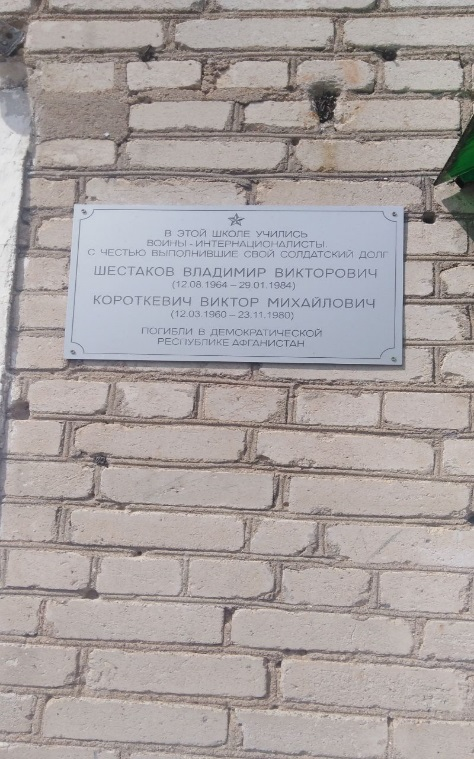 В ЭТОЙ ШКОЛЕ УЧИЛИСЬ
ВОИНЫ-ИНТЕРНАЦИОНАЛИСТЫ,
С ЧЕСТЬЮ ВЫПОЛНИВШИЕ СВОЙ СОЛДАТСКИЙ ДОЛГ
ШЕСТАКОВ ВЛАДИМИР ВИКТОРОВИЧ
(12.08.1964 – 29.01.1984)
КОРОТКЕВИЧ ВИКТОР МИХАЙЛОВИЧ
(12.03.1960 – 23.11.1980)
ПОГИБЛИ В ДЕМОКРАТИЧЕСКОЙ
РЕСПУБЛИКЕ АФГАНИСТАН